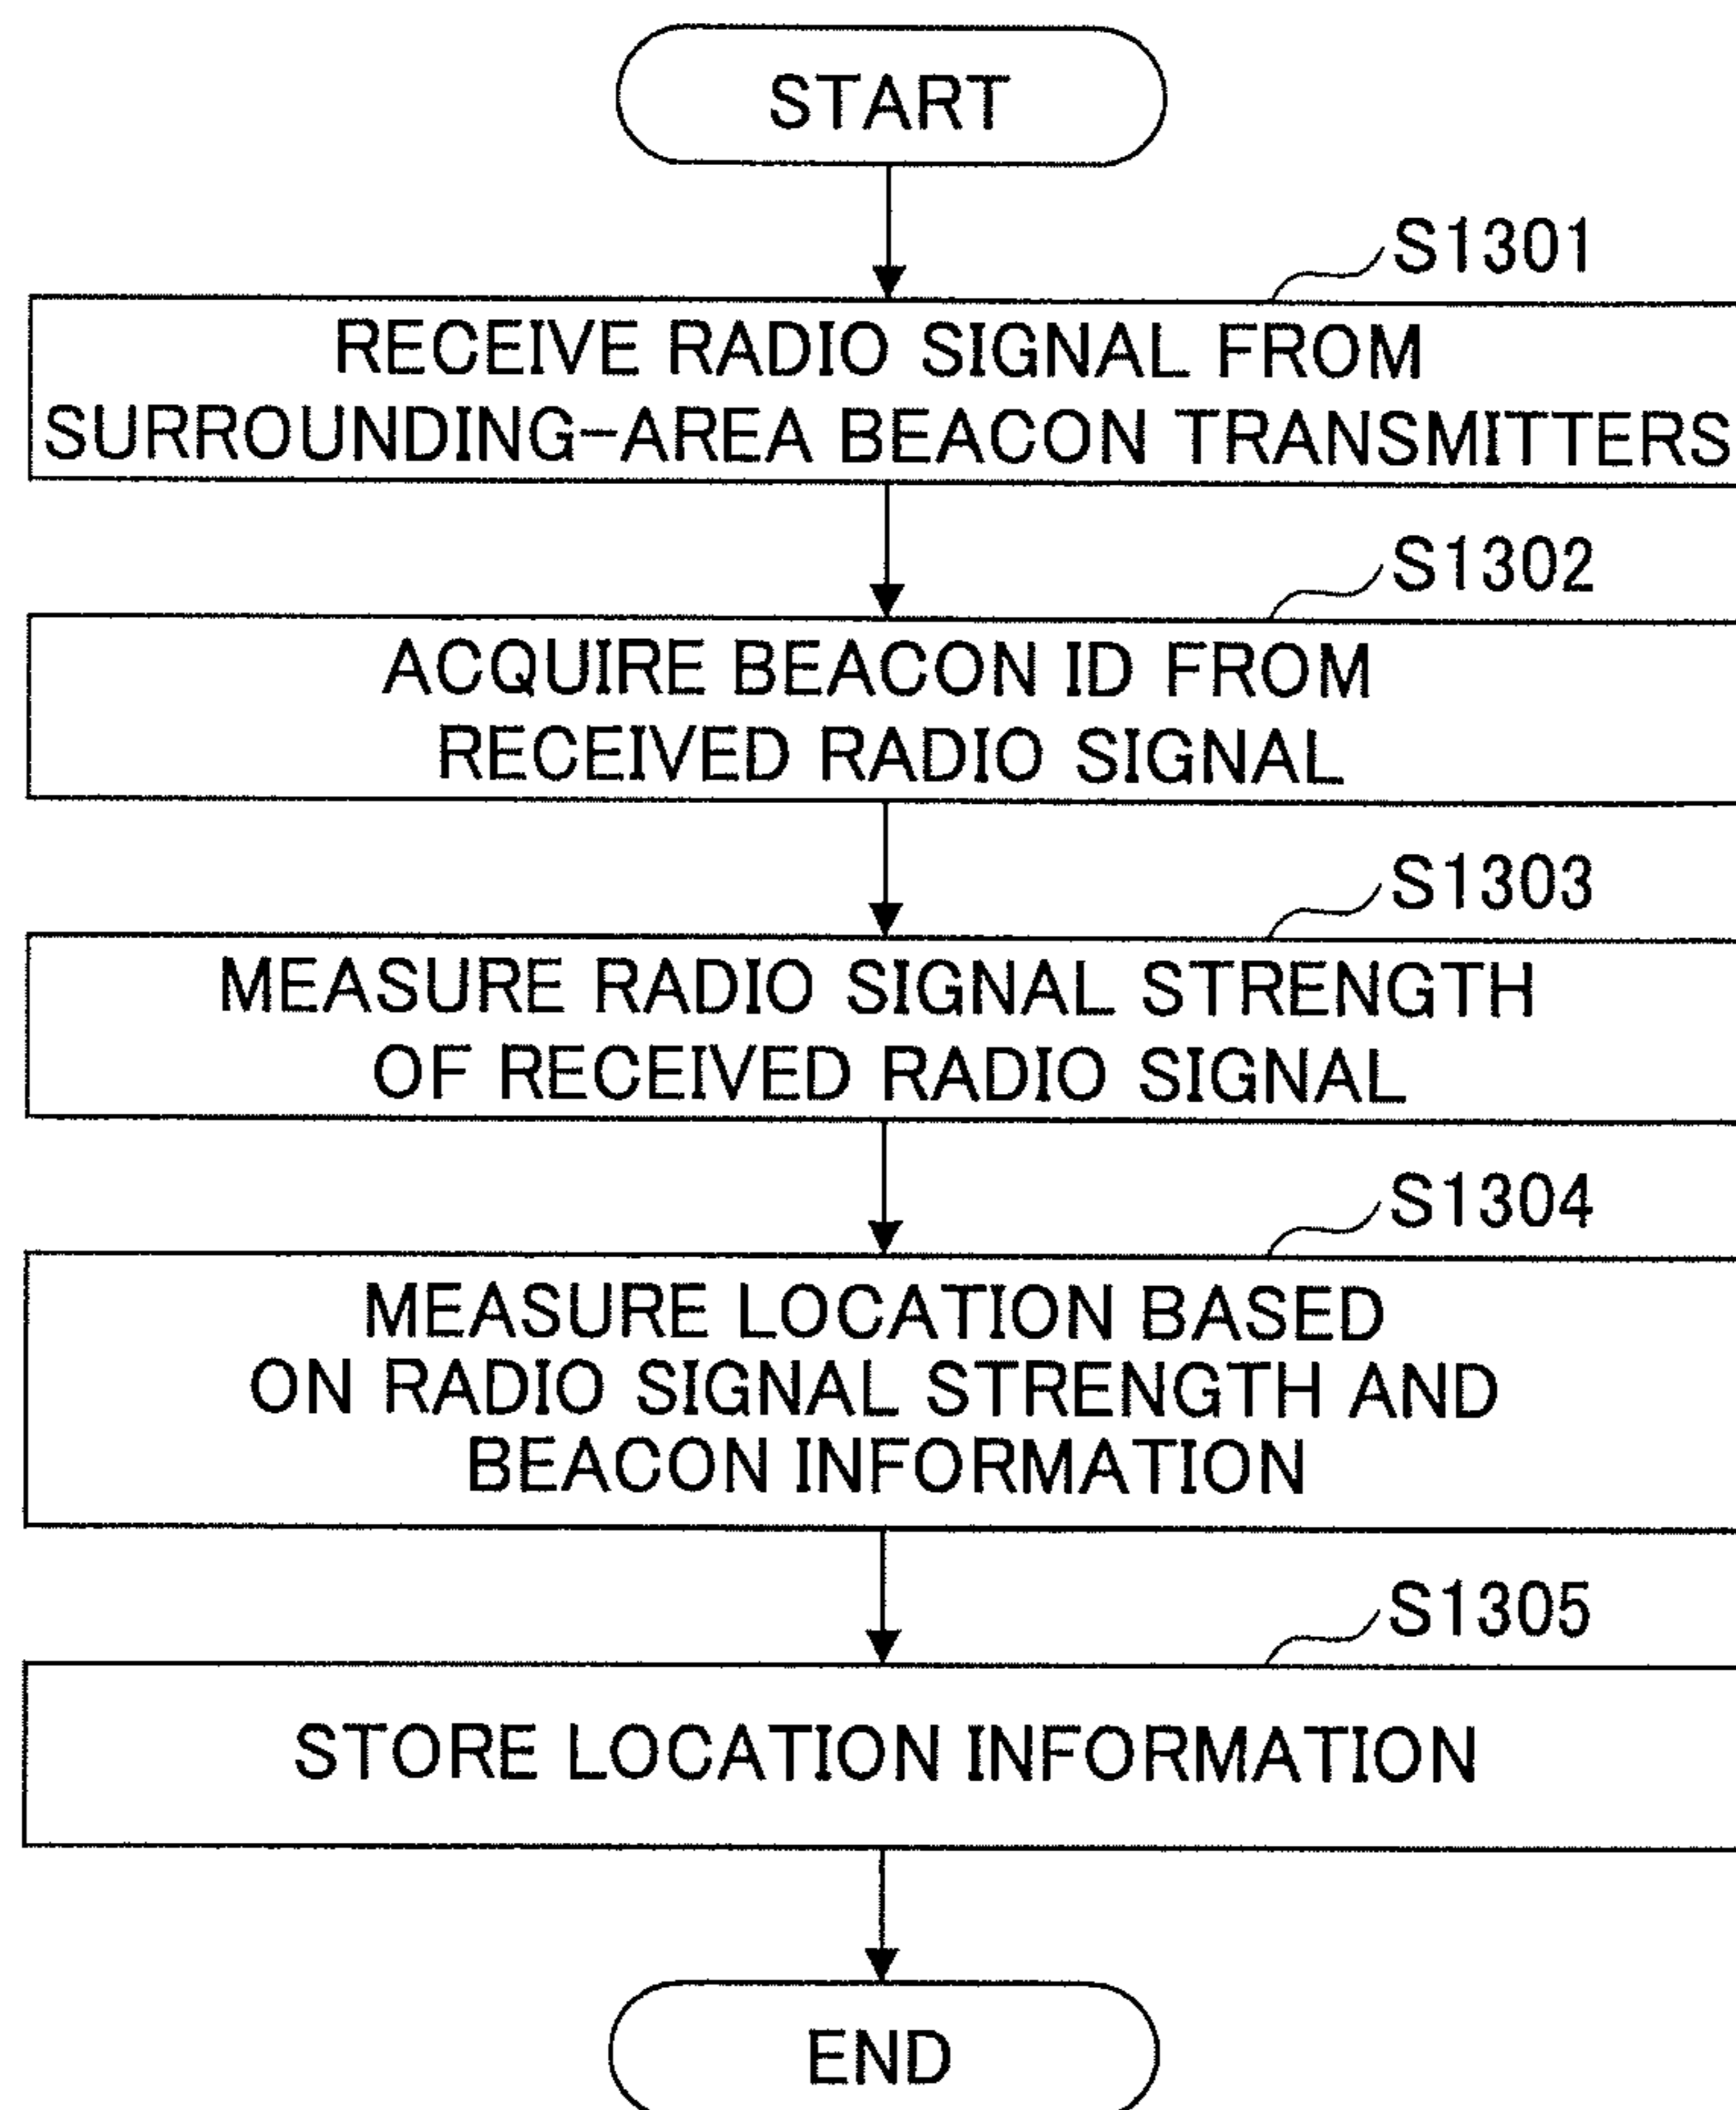 START
S1301
RECEIVE RADIO SIGNAL FROM
SURROUNDING-AREA BEACON TRANSMITTERS
S1302
ACQUIRE BEACON ID FROM
RECEIVED RADIO SIGNAL
S1303
MEASURE RADIO SIGNAL STRENGTH
OF RECEIVED RADIO SIGNAL
S1304
MEASURE LOCATION BASED
ON RADIO SIGNAL STRENGTH AND
BEACON INFORMATION
S1305
STORE LOCATION INFORMATION
END